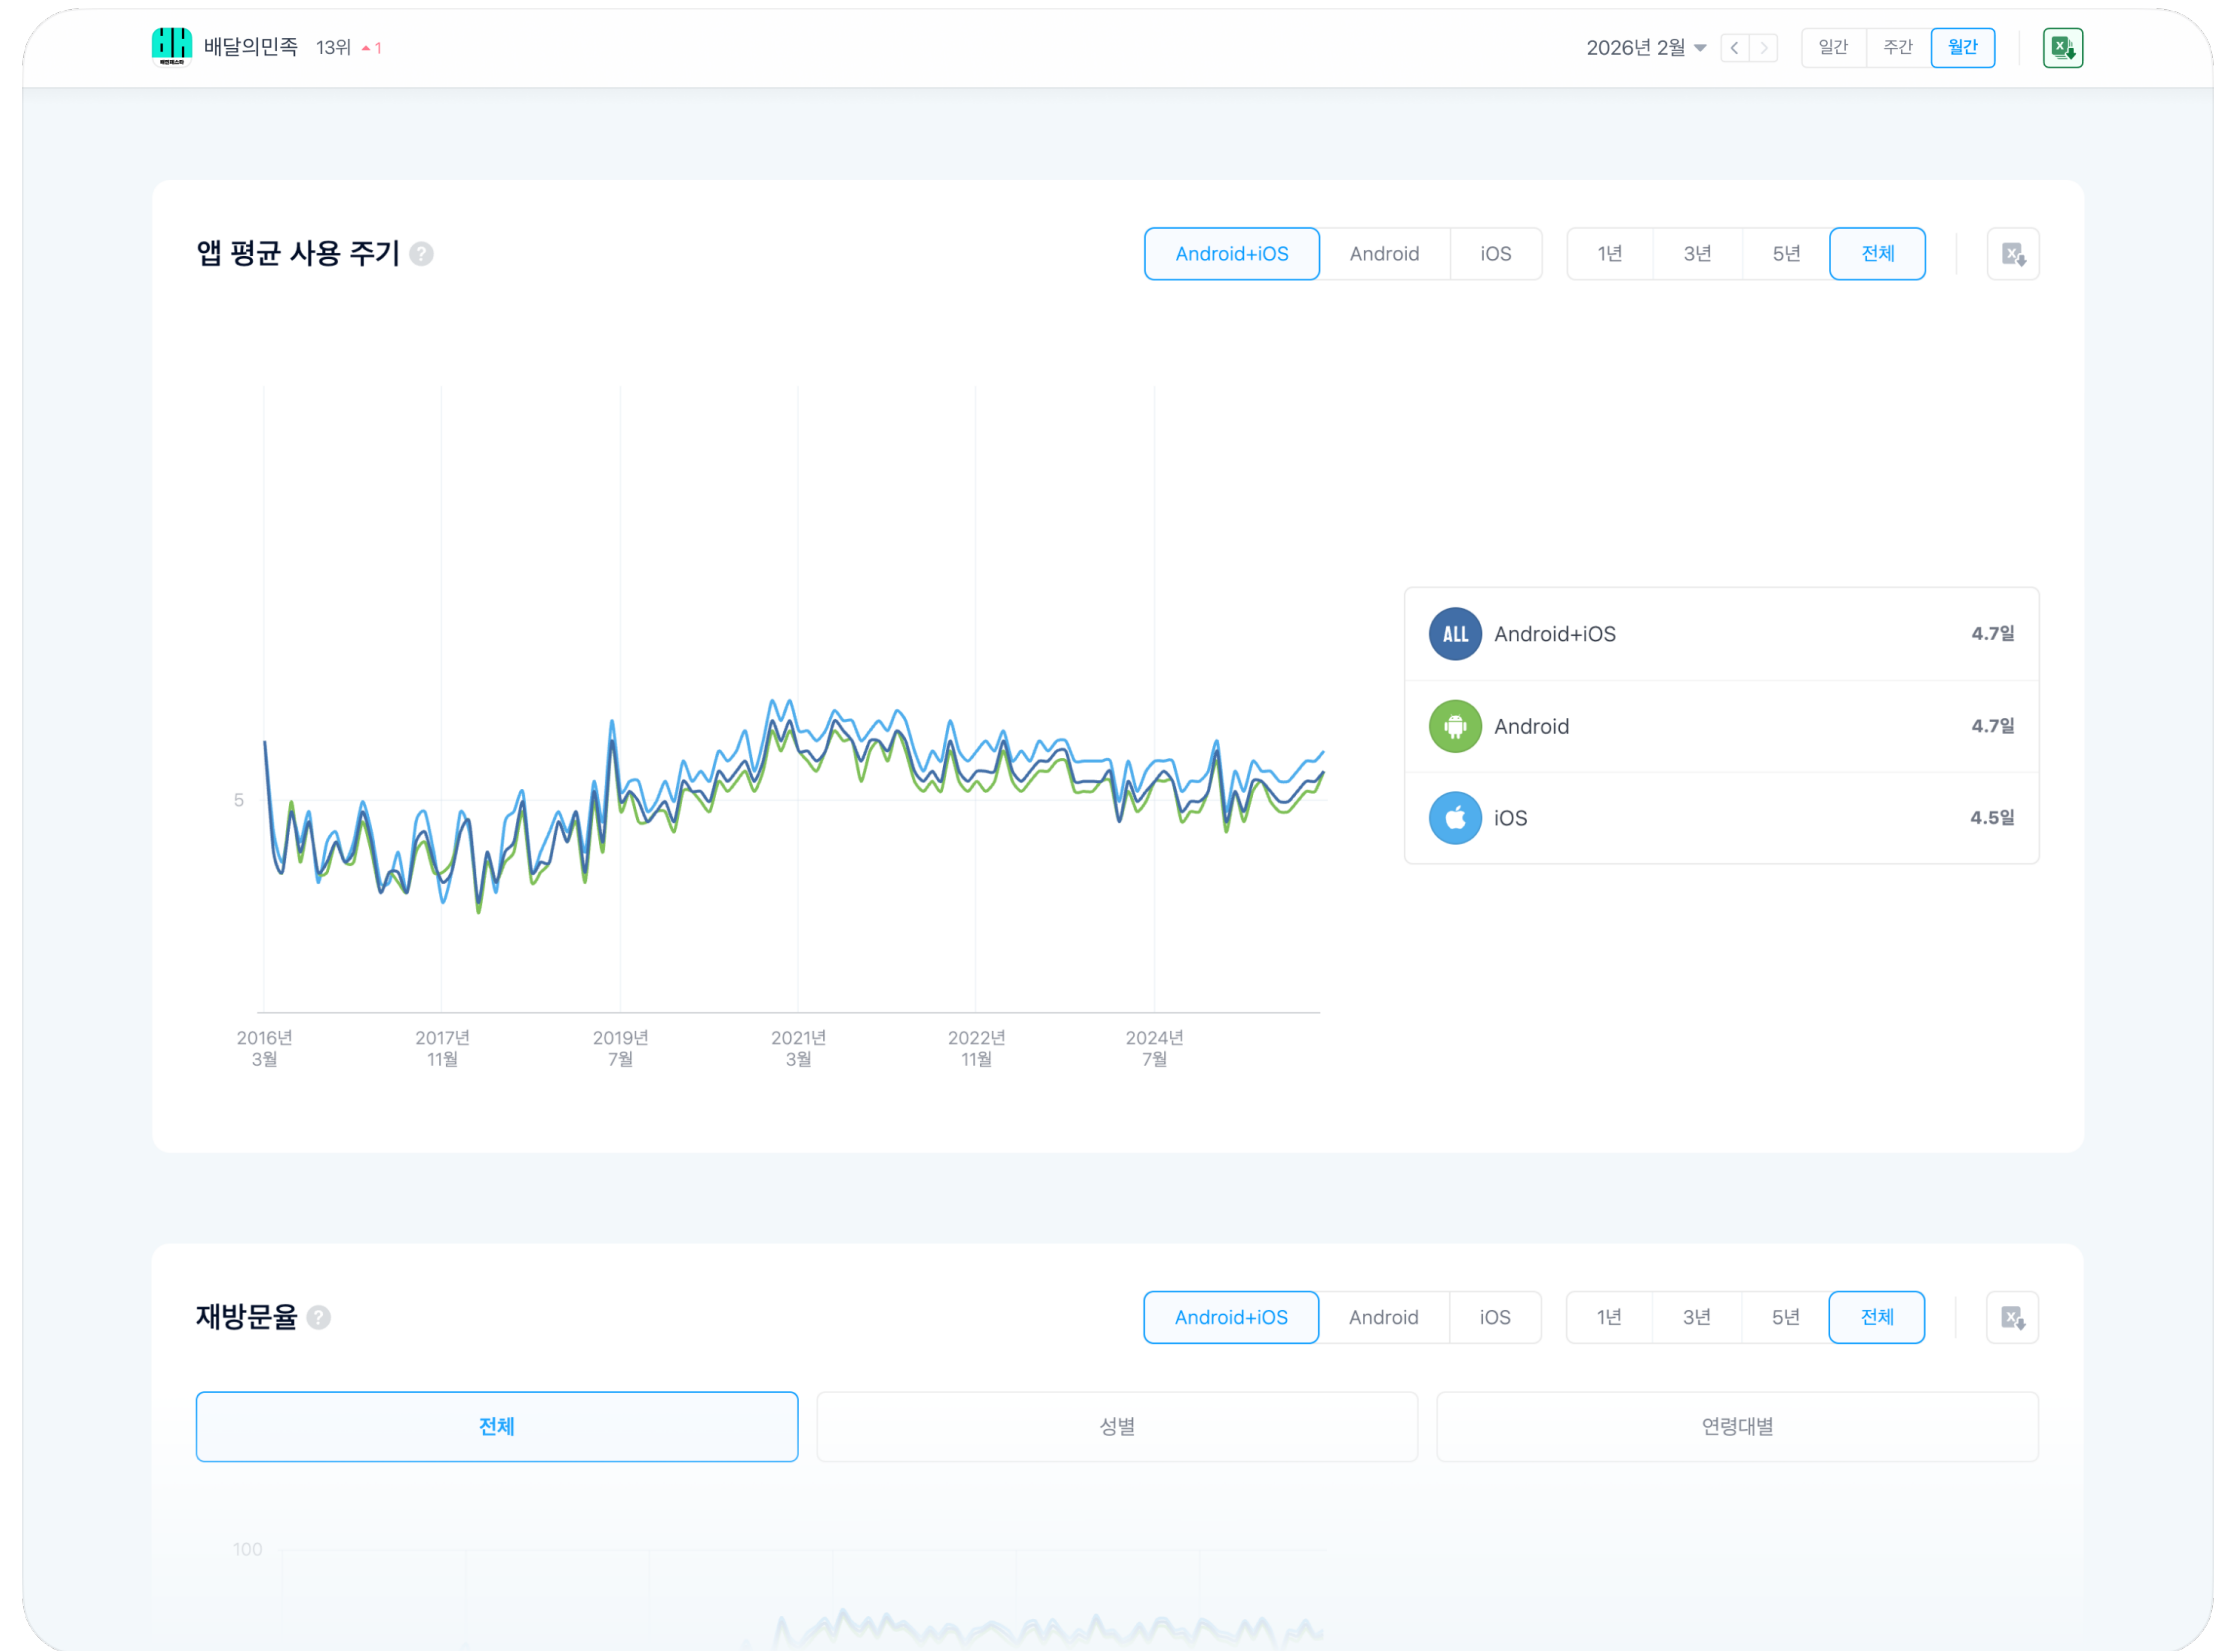 배달의민족 13위 1
2026년 2월 일간 주간 월간
앱 평균 사용 주기 ?
Android+iOS Android iOS 1년 3년 5년 전체
5
2016년 3월
2017년 11월
2019년 7월
2021년 3월
2022년 11월
2024년 7월
ALL Android+iOS 4.7일
Android 4.7일
iOS 4.5일
재방문율 ?
Android+iOS Android iOS 1년 3년 5년 전체
전체 성별 연령대별
100